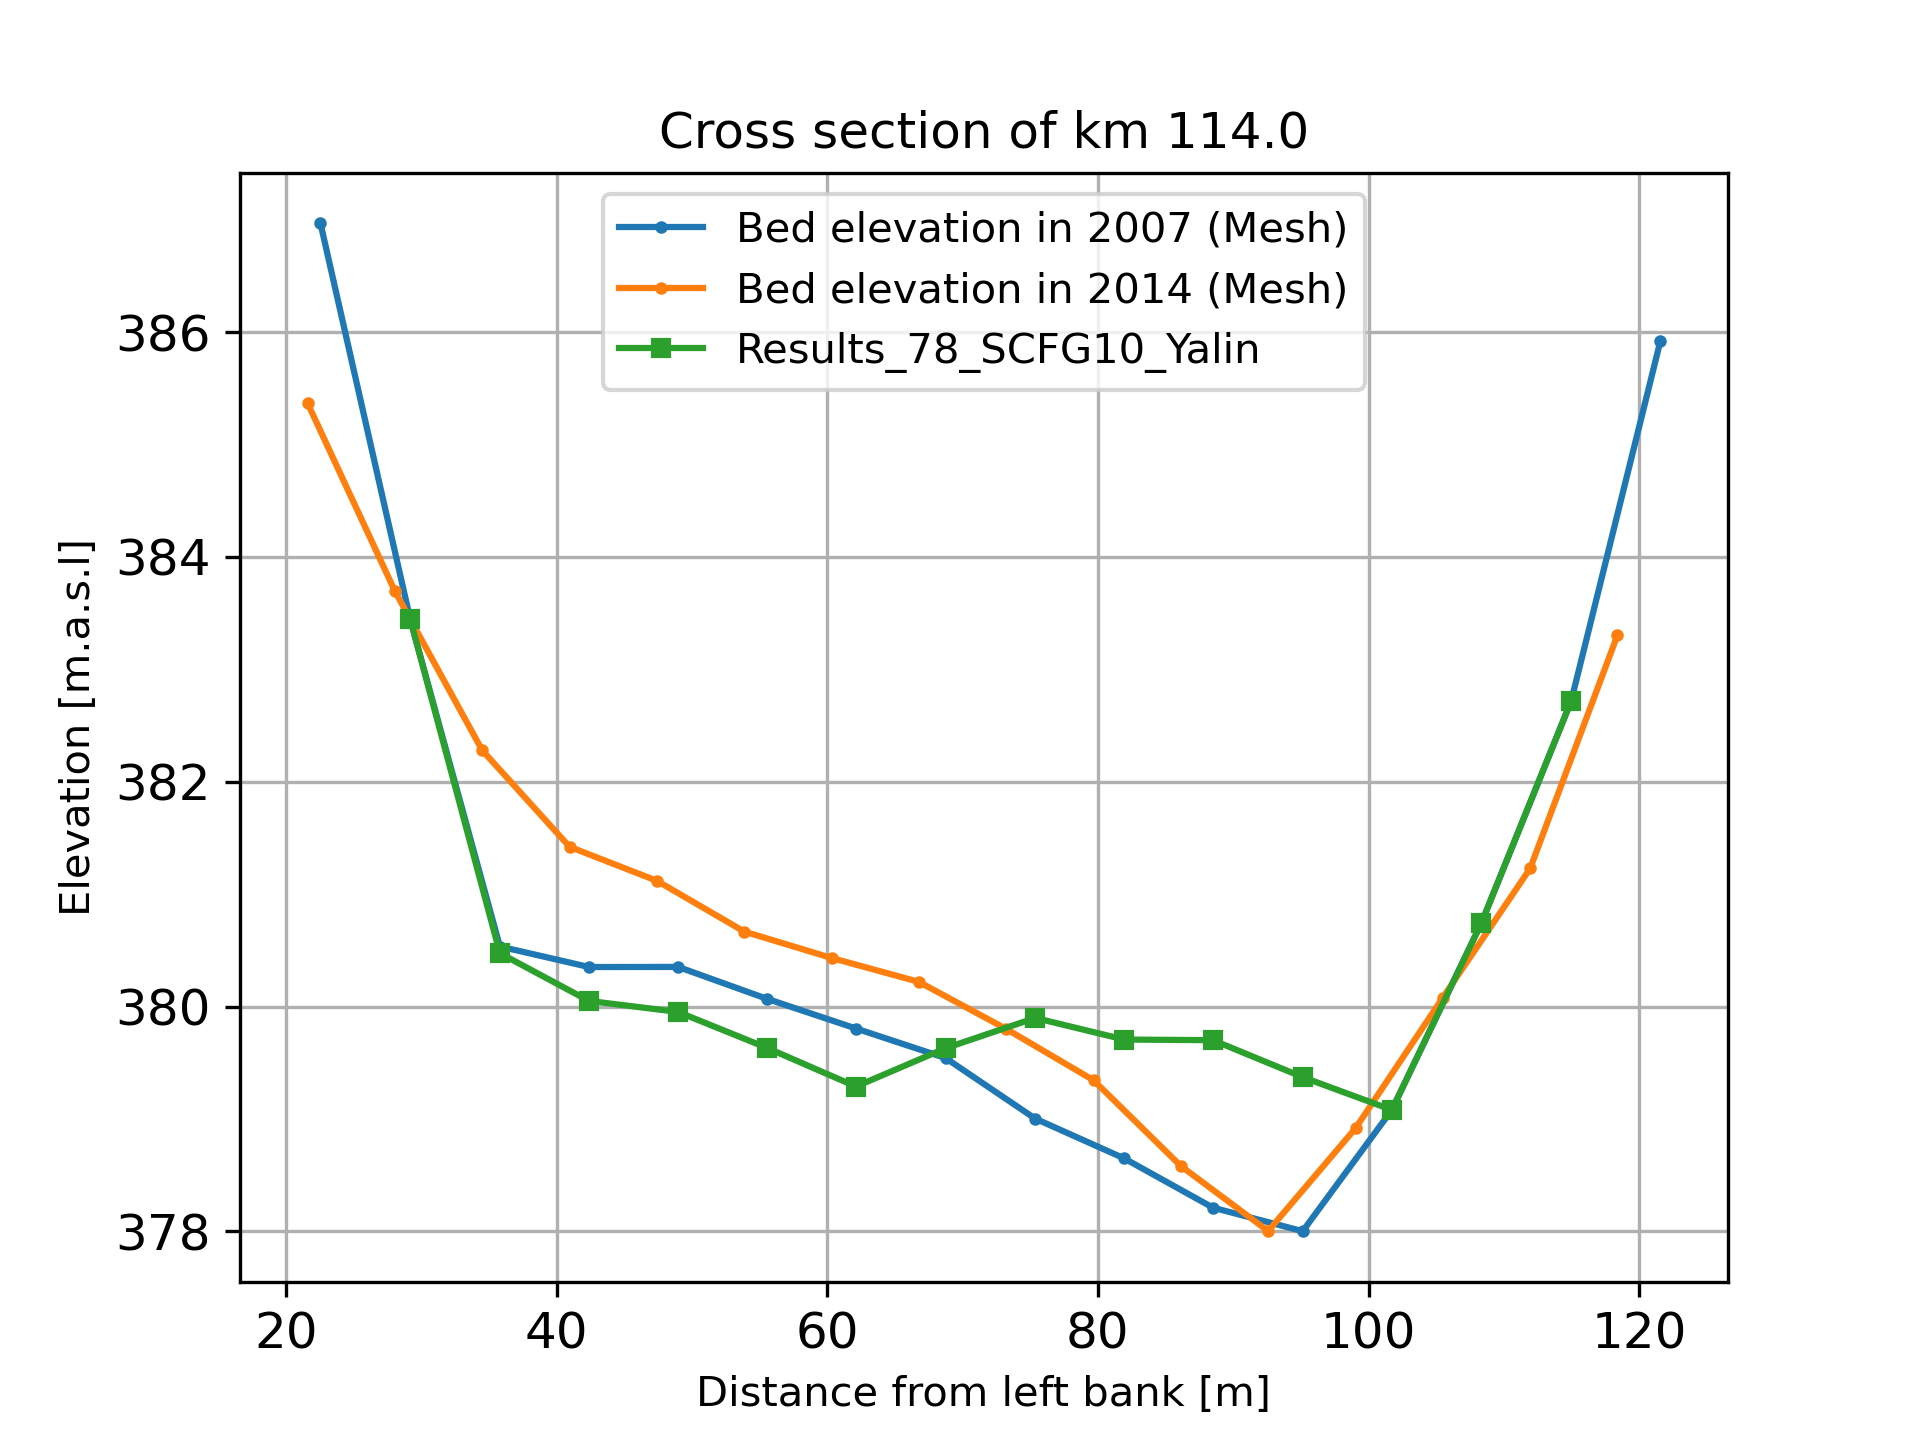 Cross section of km 114.0
Bed elevation in 2007 (Mesh)
Bed elevation in 2014 (Mesh)
Results_78_SCFG10_Yalin
386
384
382
380
378
Elevation [m.a.s.l]
20 40 60 80 100 120
Distance from left bank [m]